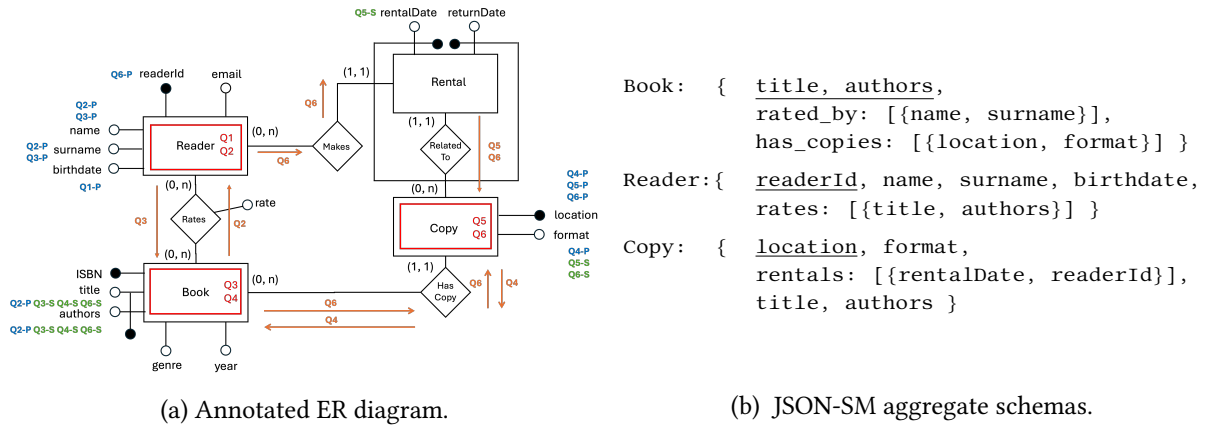 Q5-S rentalDate returnDate
Q6-P readerId email
(1, 1) Rental
Q2-P
Q3-P
name
Q6
(0, n)
Reader Q1
Q2
Makes
Q6
(1, 1)
Related
To
Q5
Q6
Q2-P surname
Q3-P
birthdate
Q1-P
(0, n)
(0, n)
Q4-P
Q5-P
Q6-P
rate
Q3 Rates Q2
Copy Q5
Q6
location
format
Q4-P
Q5-S
Q6-S
(0, n)
(1, 1)
ISBN
(0, n)
title
Book Q3
Q4
Has
Copy
Q6 Q4
Q2-P Q3-S Q4-S Q6-S
authors
Q6
Q4
Q2-P Q3-S Q4-S Q6-S
genre year
(a) Annotated ER diagram.
Book: { title, authors,
rated_by: [{name, surname}],
has_copies: [{location, format}] }
Reader:{ readerId, name, surname, birthdate,
rates: [{title, authors}] }
Copy: { location, format,
rentals: [{rentalDate, readerId}],
title, authors }
(b) JSON-SM aggregate schemas.